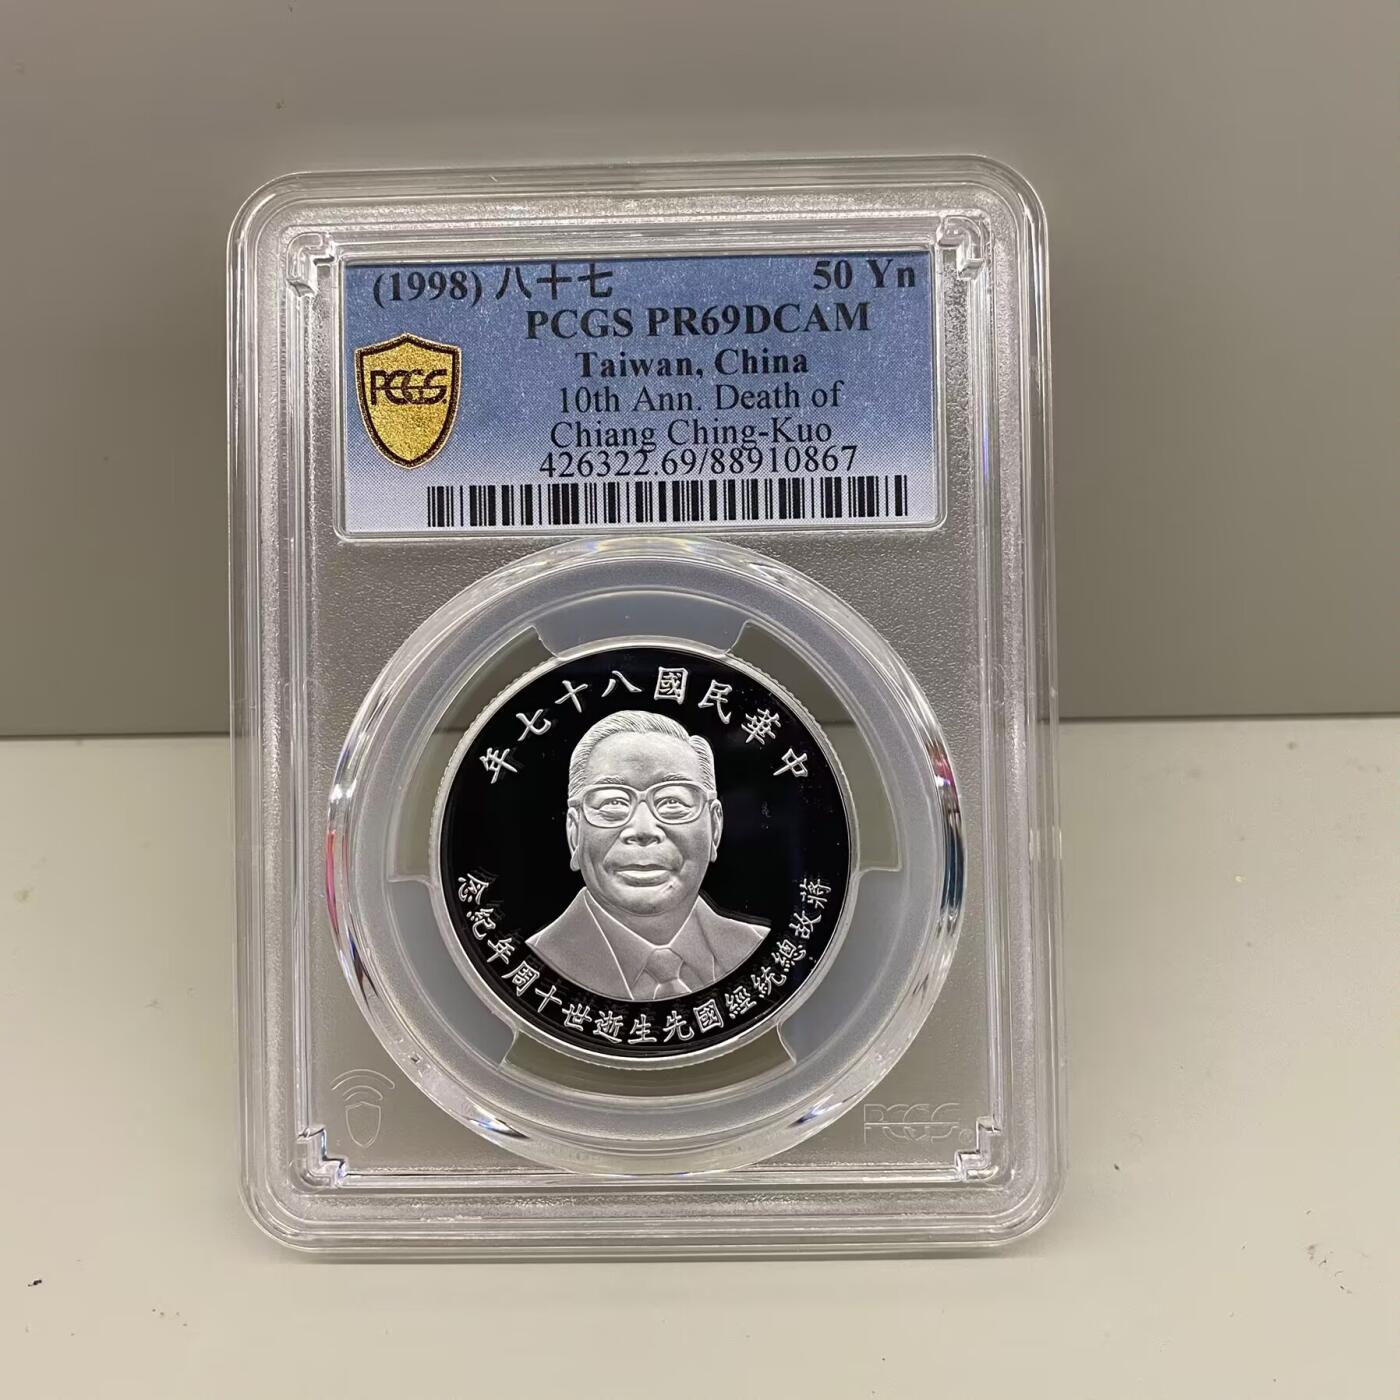 (1998) 八十七 50 Yn
PCGS PR69DCAM
Taiwan, China
10th Ann. Death of
Chiang Ching-Kuo
426322.69/88910867
PCGS
中華民國八十七年
蔣故總統經國先生逝世十周年紀念
PCGS